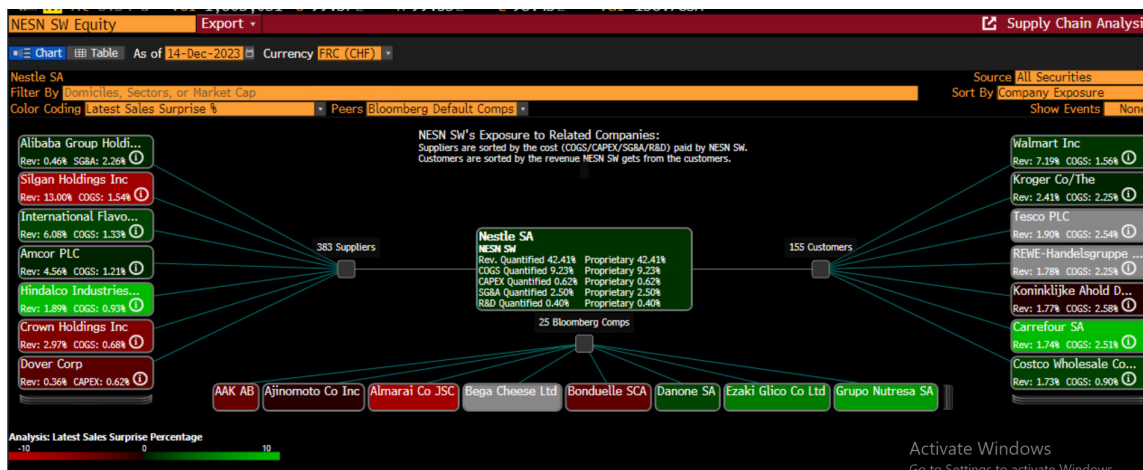 NESN SW Equity
Export
Supply Chain Analysi
Chart
Table
As of 14-Dec-2023
Currency FRC (CHF)
Nestle SA
Source All Securities
Filter By Domiciles, Sectors, or Market Cap
Sort By Company Exposure
Color Coding Latest Sales Surprise %
Peers Bloomberg Default Comps
Show Events None
NESN SW's Exposure to Related Companies:
Suppliers are sorted by the cost (COGS/CAPEX/SG&A/R&D) paid by NESN SW.
Customers are sorted by the revenue NESN SW gets from the customers.
Alibaba Group Holdi...
Rev: 0.46% SG&A: 2.26%
Silgan Holdings Inc
Rev: 13.00% COGS: 1.54%
International Flavo...
Rev: 6.08% COGS: 1.33%
Amcor PLC
Rev: 4.56% COGS: 1.21%
Hindalco Industries...
Rev: 1.89% COGS: 0.93%
Crown Holdings Inc
Rev: 2.97% COGS: 0.68%
Dover Corp
Rev: 0.36% CAPEX: 0.62%
383 Suppliers
Nestle SA
NESN SW
Rev. Quantified 42.41% Proprietary 42.41%
COGS Quantified 9.23% Proprietary 9.23%
CAPEX Quantified 0.62% Proprietary 0.62%
SG&A Quantified 2.50% Proprietary 2.50%
R&D Quantified 0.40% Proprietary 0.40%
155 Customers
Walmart Inc
Rev: 7.19% COGS: 1.56%
Kroger Co/The
Rev: 2.41% COGS: 2.25%
Tesco PLC
Rev: 1.90% COGS: 2.54%
REWE-Handelsgruppe ...
Rev: 1.78% COGS: 2.25%
Koninklijke Ahold D...
Rev: 1.77% COGS: 2.58%
Carrefour SA
Rev: 1.74% COGS: 2.51%
Costco Wholesale Co...
Rev: 1.73% COGS: 0.90%
25 Bloomberg Comps
AAK AB
Ajinomoto Co Inc
Almarai Co JSC
Bega Cheese Ltd
Bonduelle SCA
Danone SA
Ezaki Glico Co Ltd
Grupo Nutresa SA
Analysis: Latest Sales Surprise Percentage
-10 0 10
Activate Windows
Go to Settings to activate Windows.